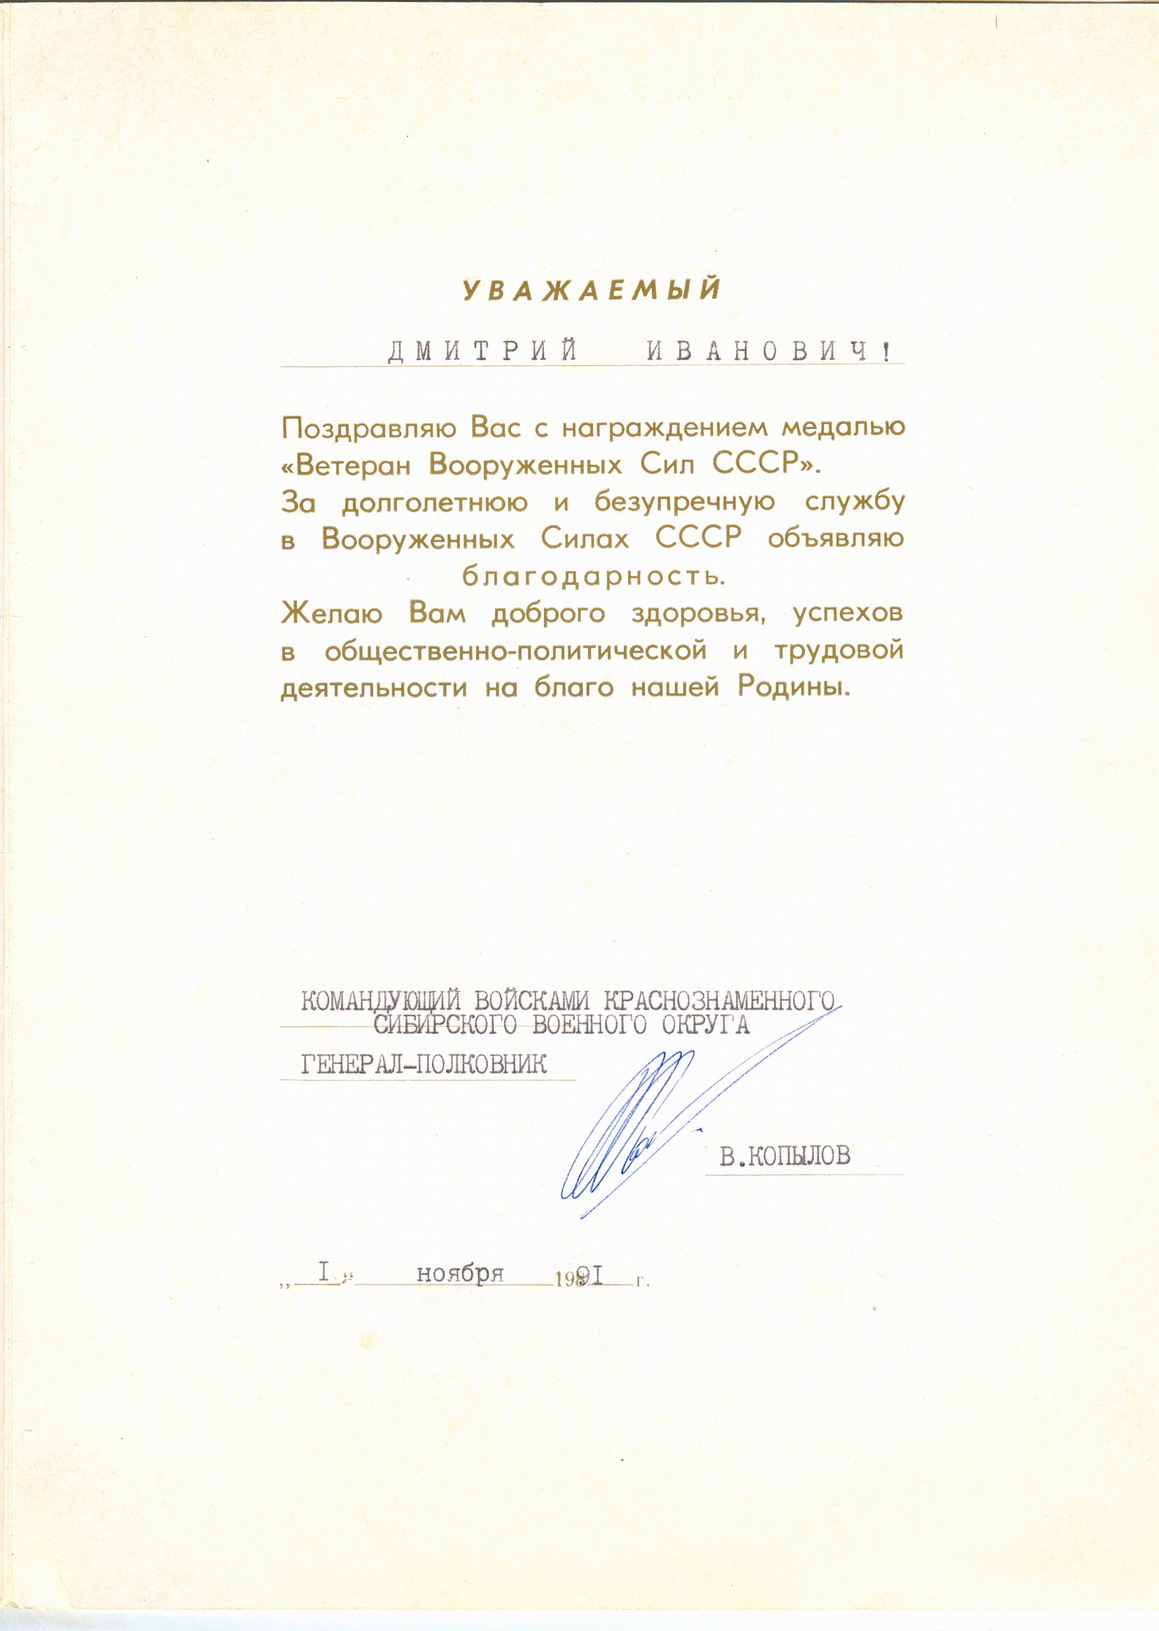 УВАЖАЕМЫЙ
ДМИТРИЙ ИВАНОВИЧ!
Поздравляю Вас с награждением медалью
«Ветеран Вооруженных Сил СССР».
За долголетнюю и безупречную службу
в Вооруженных Силах СССР объявляю
благодарность.
Желаю Вам доброго здоровья, успехов
в общественно-политической и трудовой
деятельности на благо нашей Родины.
КОМАНДУЮЩИЙ ВОЙСКАМИ КРАСНОЗНАМЕННОГО
СИБИРСКОГО ВОЕННОГО ОКРУГА
ГЕНЕРАЛ-ПОЛКОВНИК
В.КОПЫЛОВ
„ I " ноября 199I г.